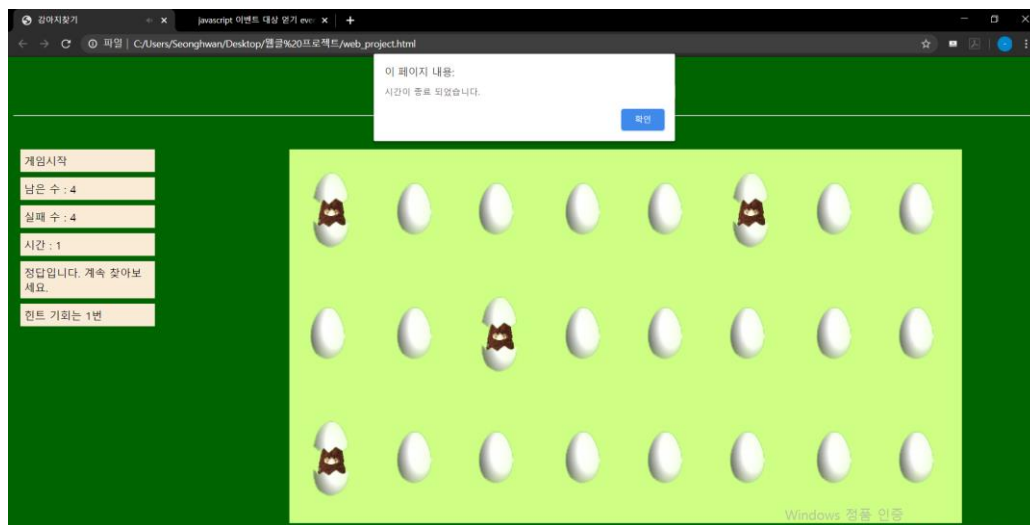 강아지찾기
javascript 이벤트 대상 얻기 eve
파일 | C:/Users/Seonghwan/Desktop/웹글%20프로젝트/web_project.html
이 페이지 내용:
시간이 종료 되었습니다.
확인
게임시작
남은 수 : 4
실패 수 : 4
시간 : 1
정답입니다. 계속 찾아보
세요.
힌트 기회는 1번
Windows 정품 인증